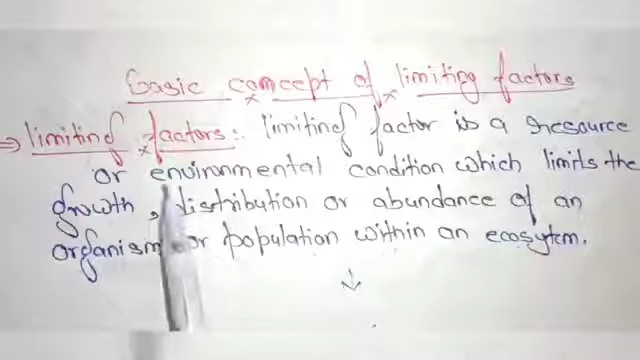 Basic concept of limiting factors
⇒ limiting factors:. limiting factor is a resource
or environmental condition which limits the
growth, distribution or abundance of an
organism or population within an ecosytem.
↓